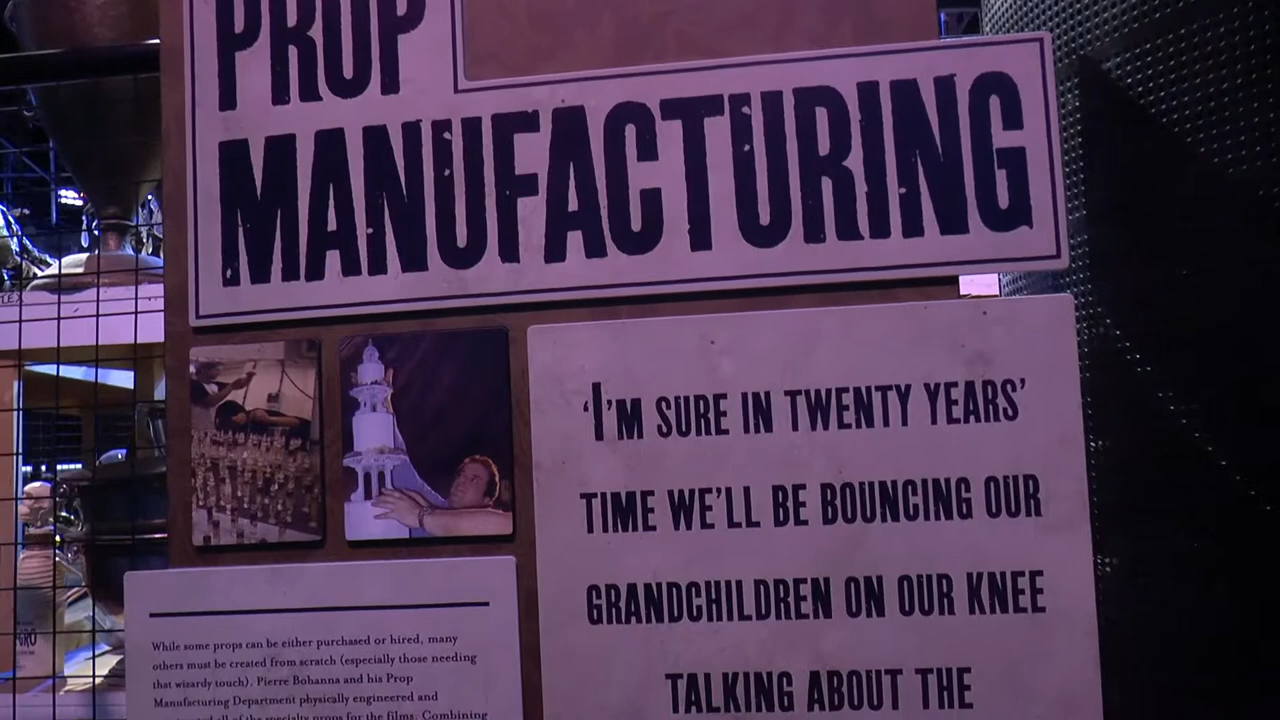 PROP
MANUFACTURING
‘I’M SURE IN TWENTY YEARS’
TIME WE’LL BE BOUNCING OUR
GRANDCHILDREN ON OUR KNEE
TALKING ABOUT THE
While some props can be either purchased or hired, many
others must be created from scratch (especially those needing
that wizardy touch). Pierre Bohanna and his Prop
Manufacturing Department physically engineered and
all of the specialty props for the films. Combining